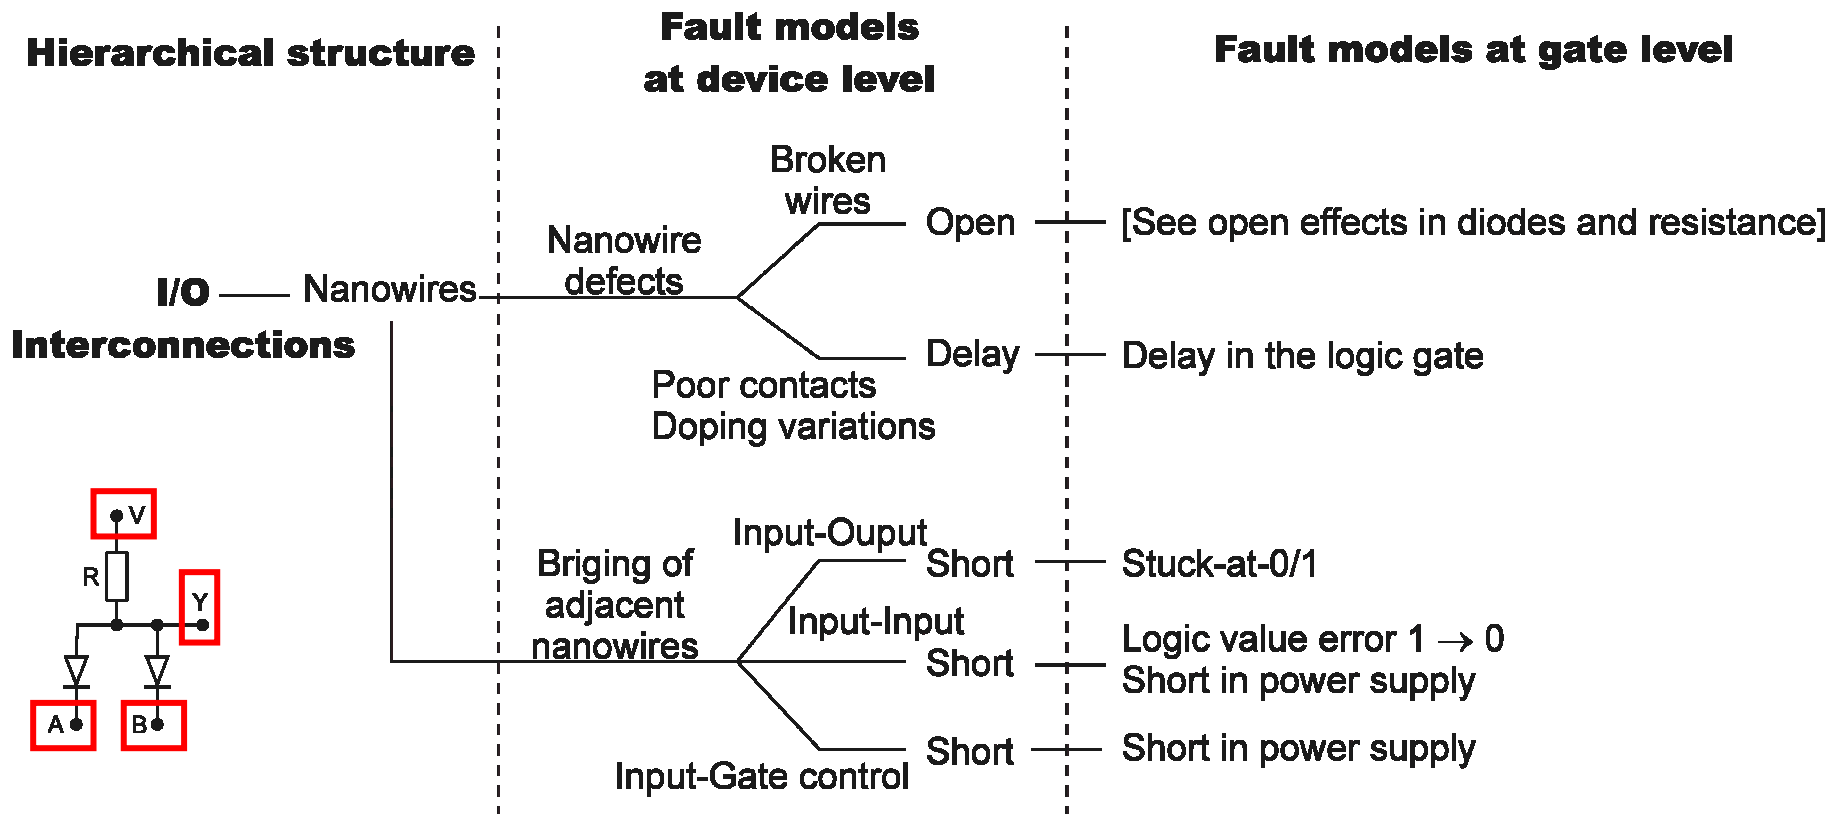 Hierarchical structure
Fault models
at device level
Fault models at gate level
Broken
wires
Open
[See open effects in diodes and resistance]
Nanowire
defects
I/O
Interconnections
Nanowires
Delay
Delay in the logic gate
Poor contacts
Doping variations
V
R
Y
A
B
Input-Ouput
Short
Stuck-at-0/1
Briging of
adjacent
nanowires
Input-Input
Short
Logic value error 1 → 0
Short in power supply
Short
Short in power supply
Input-Gate control